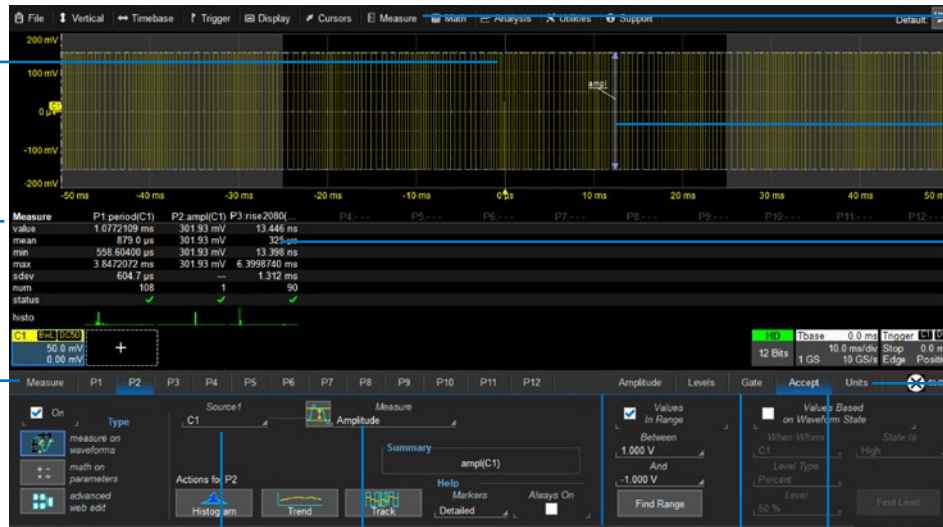 File Vertical Timebase Trigger Display Cursors Measure Math Analysis Utilities Support Default:
200 mV
100 mV
C1
-100 mV
-200 mV
ampl
-50 ms -40 ms -30 ms -20 ms -10 ms 0 µs 10 ms 20 ms 30 ms 40 ms 50 m
Measure P1:period(C1) P2:ampl(C1) P3:rise2080(... P4:--- P5:--- P6:--- P7:--- P8:--- P9:--- P10:--- P11:--- P12:--
value 1.0772109 ms 301.93 mV 13.446 ns
mean 879.0 µs 301.93 mV 325 µs
min 558.60400 µs 301.93 mV 13.398 ns
max 3.8472072 ms 301.93 mV 6.3998740 ms
sdev 604.7 µs --- 1.312 ms
num 108 1 90
status
histo
C1 BwL DC50
50.0 mV
0.00 mV
+
HD
12 Bits
Tbase 0.0 ms
10.0 ms/div
1 GS 10 GS/s
Trigger C1
Stop 0.0 m
Edge Positi
Measure P1 P2 P3 P4 P5 P6 P7 P8 P9 P10 P11 P12 Amplitude Levels Gate Accept Units
On
Type
measure on
waveforms
math on
parameters
advanced
web edit
Source1
C1
Measure
Amplitude
Summary
ampl(C1)
Actions for P2
Histogram
Trend
Track
Help
Markers
Detailed
Always On
Values
In Range
Between
1.000 V
And
-1.000 V
Find Range
Values Based
on Waveform State
When Wform
C1
State Is
High
Level Type
Percent
Level
50 %
Find Level